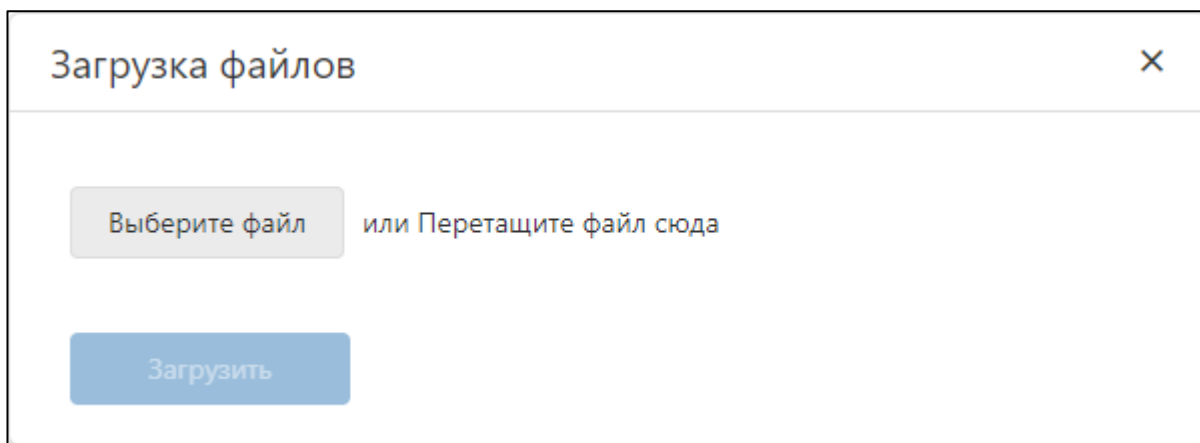 Загрузка файлов
Выберите файл или Перетащите файл сюда
Загрузить